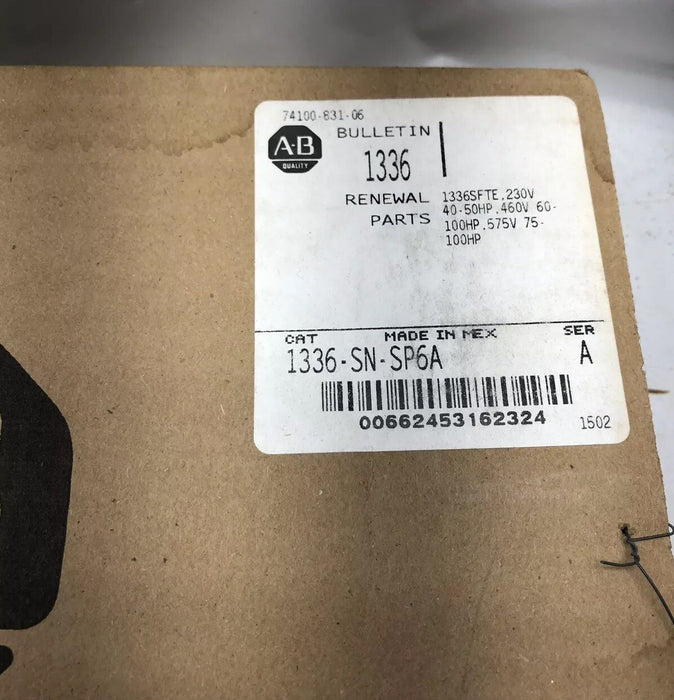 74100-831-06
A-B
QUALITY
BULLETIN
1336
RENEWAL
PARTS
1336SFTE,230V
40-50HP,460V 60-
100HP,575V 75-
100HP
CAT MADE IN MEX SER
1336-SN-SP6A A
00662453162324
1502